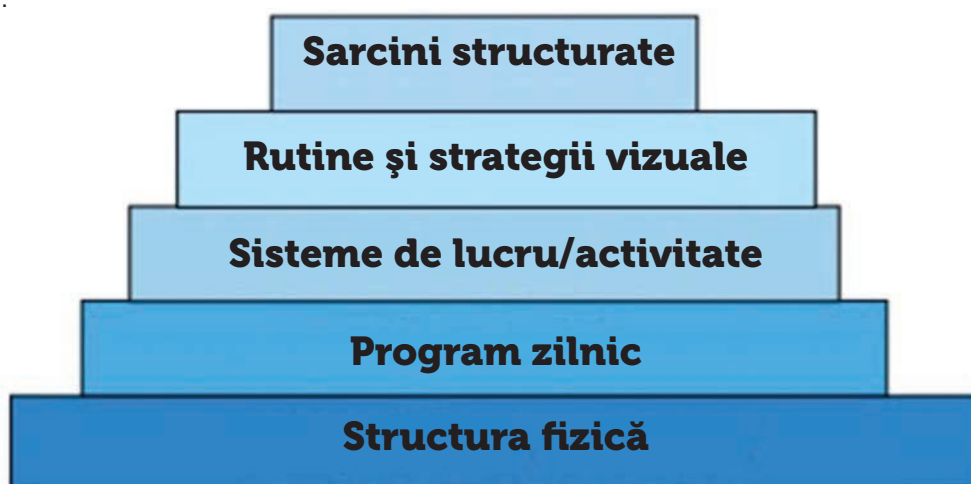 .
Sarcini structurate
Rutine şi strategii vizuale
Sisteme de lucru/activitate
Program zilnic
Structura fizică